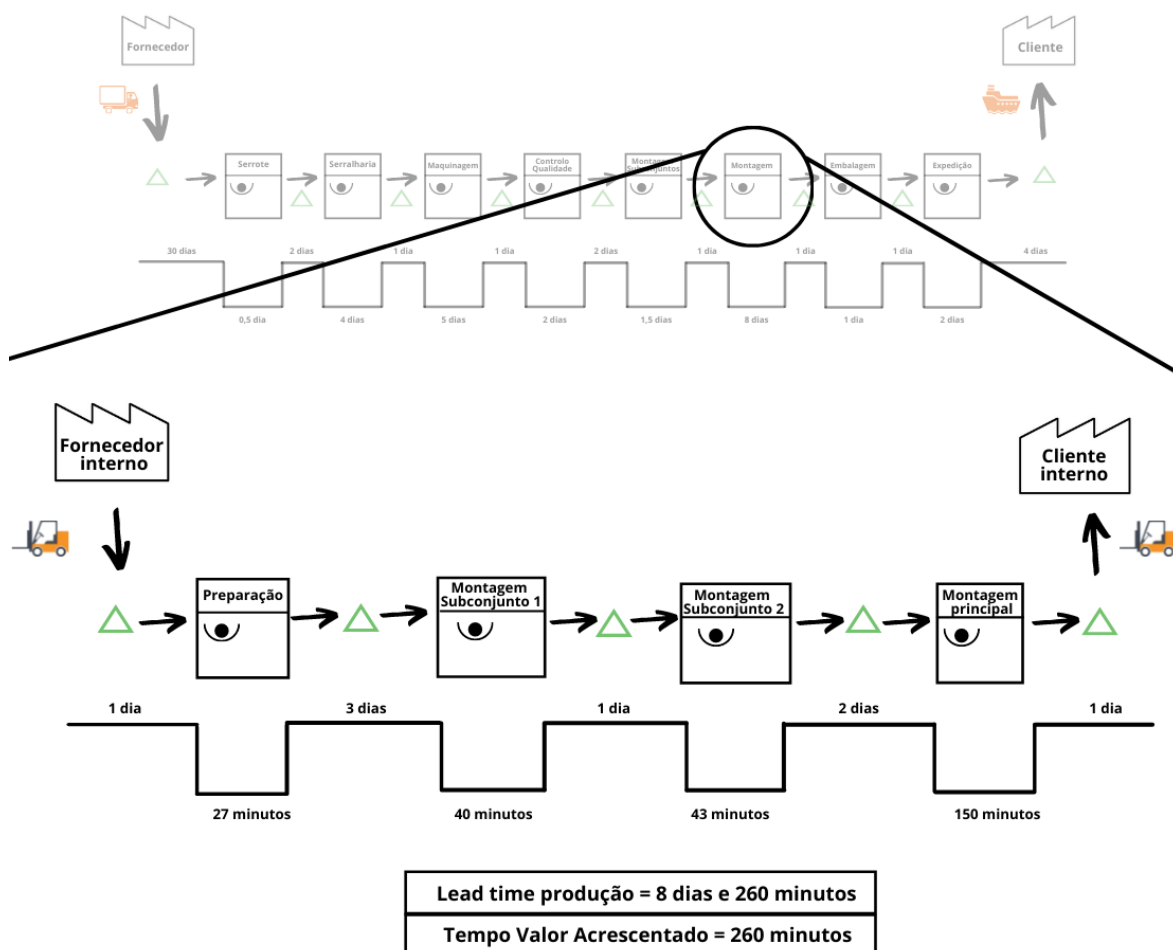 Fornecedor
Cliente
Serrote
Serralharia
Maquinagem
Controlo
Qualidade
Montagem
Subconjuntos
Montagem
Embalagem
Expedição
30 dias
2 dias
1 dia
1 dia
2 dias
1 dia
1 dia
1 dia
4 dias
0,5 dia
4 dias
5 dias
2 dias
1,5 dias
8 dias
1 dia
2 dias
Fornecedor
interno
Cliente
interno
Preparação
Montagem
Subconjunto 1
Montagem
Subconjunto 2
Montagem
principal
1 dia
3 dias
1 dia
2 dias
1 dia
27 minutos
40 minutos
43 minutos
150 minutos
Lead time produção = 8 dias e 260 minutos
Tempo Valor Acrescentado = 260 minutos